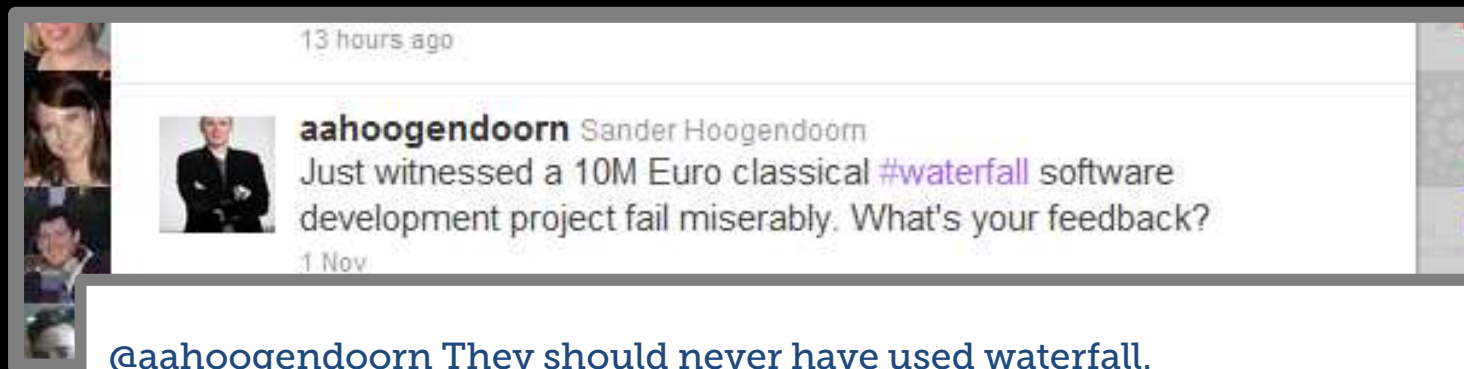 13 hours ago
aahoogendoorn Sander Hoogendoorn
Just witnessed a 10M Euro classical #waterfall software
development project fail miserably. What's your feedback?
1 Nov
@aahoogendoorn They should never have used waterfall.